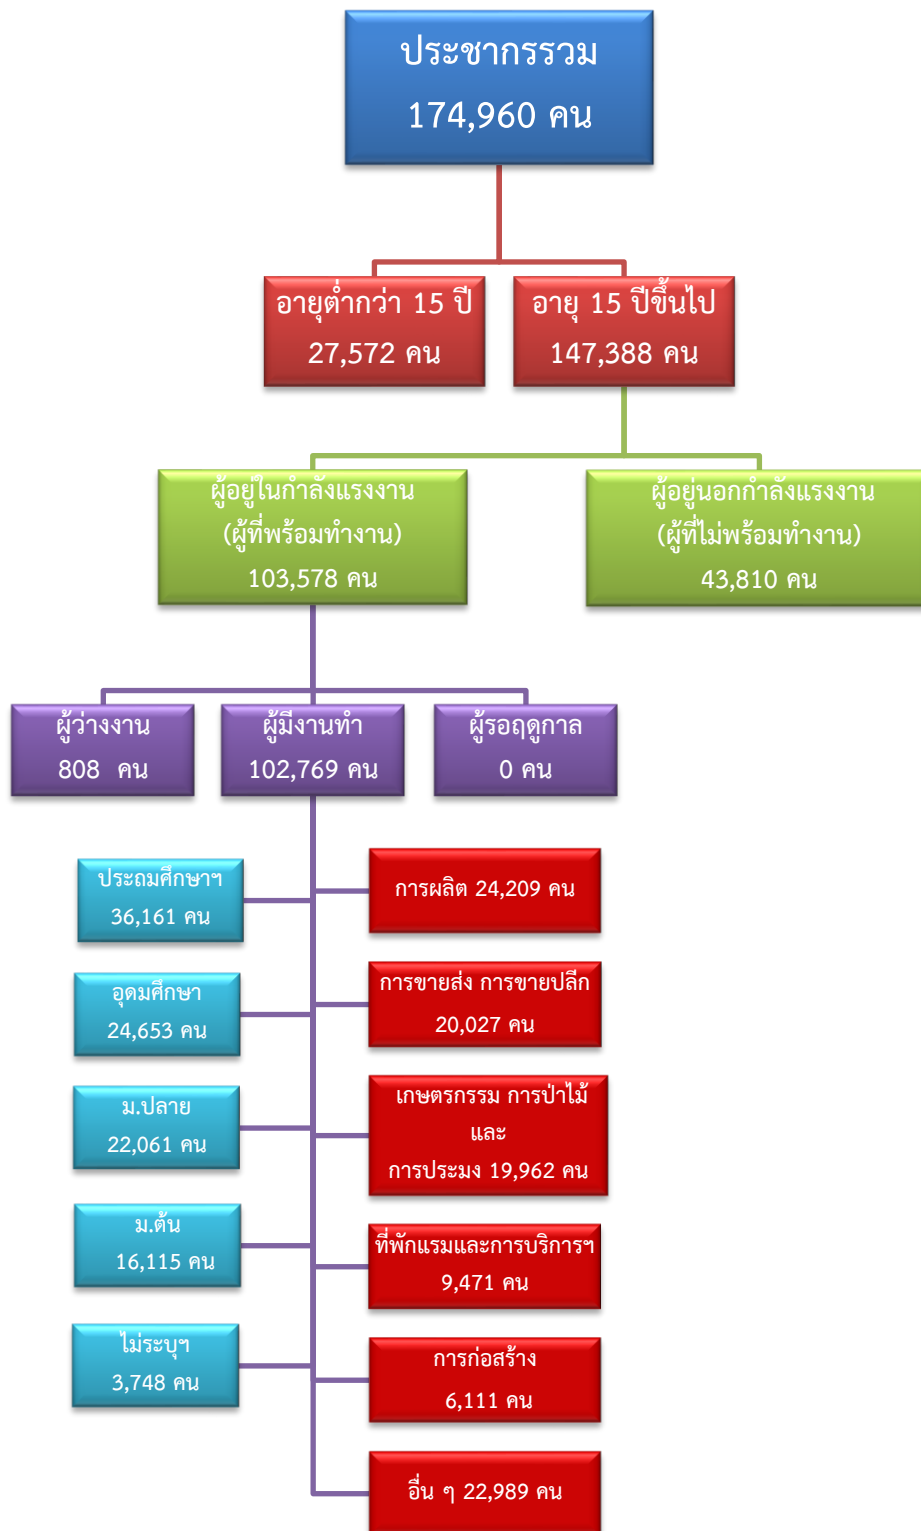 ประชากรรวม
174,960 คน
อายุต่ำกว่า 15 ปี
27,572 คน
อายุ 15 ปีขึ้นไป
147,388 คน
ผู้อยู่ในกำลังแรงงาน
(ผู้ที่พร้อมทำงาน)
103,578 คน
ผู้อยู่นอกกำลังแรงงาน
(ผู้ที่ไม่พร้อมทำงาน)
43,810 คน
ผู้ว่างงาน
808 คน
ผู้มีงานทำ
102,769 คน
ผู้รอฤดูกาล
0 คน
ประถมศึกษาฯ
36,161 คน
อุดมศึกษา
24,653 คน
ม.ปลาย
22,061 คน
ม.ต้น
16,115 คน
ไม่ระบุฯ
3,748 คน
การผลิต 24,209 คน
การขายส่ง การขายปลีก
20,027 คน
เกษตรกรรม การป่าไม้
และ
การประมง 19,962 คน
ที่พักแรมและการบริการฯ
9,471 คน
การก่อสร้าง
6,111 คน
อื่น ๆ 22,989 คน